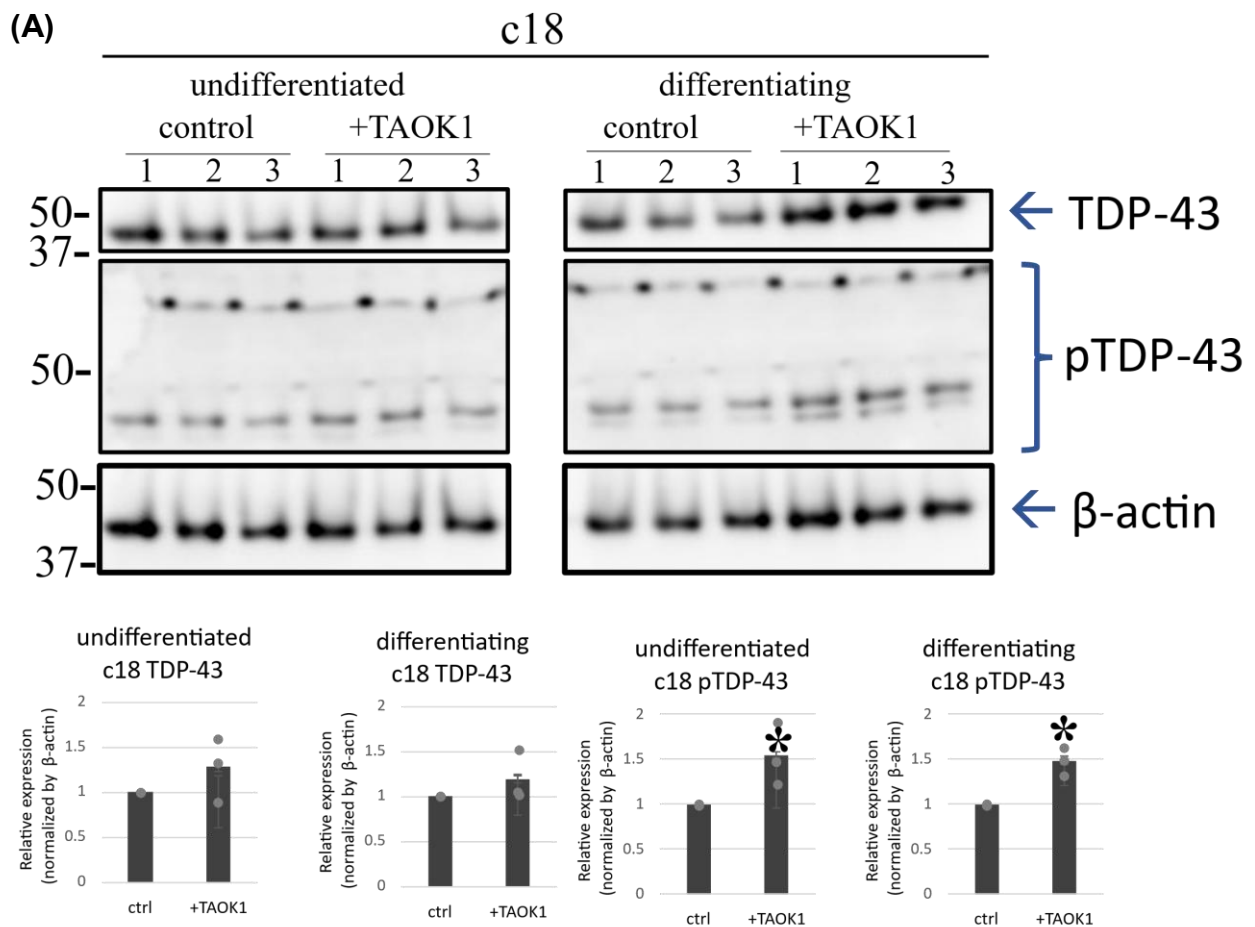 (A)
c18
undifferentiated differentiating
control +TAOK1 control +TAOK1
1 2 3 1 2 3 1 2 3 1 2 3
50-
37-
TDP-43
50-
pTDP-43
50-
37-
β-actin
undifferentiated
c18 TDP-43
Relative expression
(normalized by β-actin)
2
1.5
1
0.5
0
ctrl +TAOK1
differentiating
c18 TDP-43
Relative expression
(normalized by β-actin)
2
1.5
1
0.5
0
ctrl +TAOK1
undifferentiated
c18 pTDP-43
Relative expression
(normalized by β-actin)
2
1.5
1
0.5
0
*
ctrl +TAOK1
differentiating
c18 pTDP-43
Relative expression
(normalized by β-actin)
2
1.5
1
0.5
0
*
ctrl +TAOK1